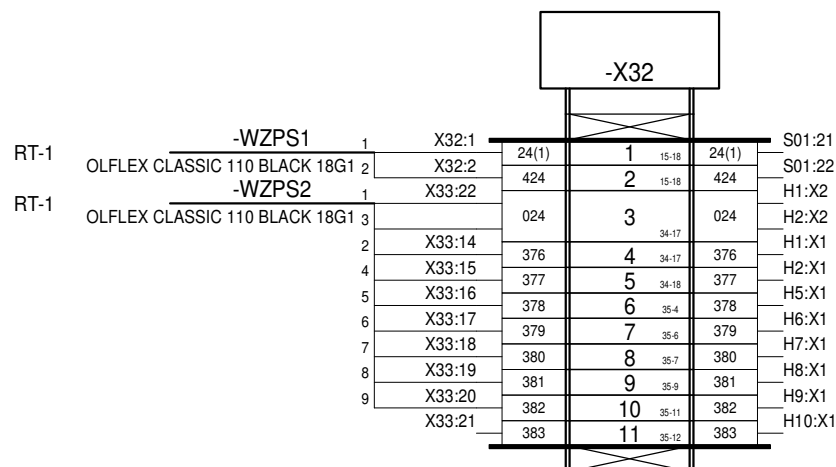 -X32
-WZPS1 1 X32:1 S01:21
RT-1 24(1) 1 15-18 24(1)
OLFLEX CLASSIC 110 BLACK 18G1 2 X32:2 S01:22
424 2 15-18 424
-WZPS2 1 X33:22 H1:X2
RT-1
OLFLEX CLASSIC 110 BLACK 18G1 3 024 3 34-17 024 H2:X2
2 X33:14 H1:X1
376 4 34-17 376
4 X33:15 H2:X1
377 5 34-18 377
5 X33:16 H5:X1
378 6 35-4 378
6 X33:17 H6:X1
379 7 35-6 379
7 X33:18 H7:X1
380 8 35-7 380
8 X33:19 H8:X1
381 9 35-9 381
9 X33:20 H9:X1
382 10 35-11 382
X33:21 H10:X1
383 11 35-12 383